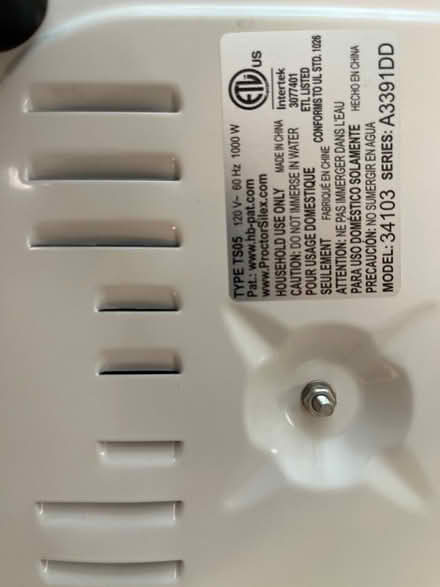 ETL US
Intertek
3077401
ETL LISTED
CONFORMS TO UL STD. 1026
TYPE TS05 120 V~ 60 Hz 1000 W
Pat.: www.hb-pat.com
www.ProctorSilex.com
HOUSEHOLD USE ONLY MADE IN CHINA
CAUTION: DO NOT IMMERSE IN WATER
POUR USAGE DOMESTIQUE
SEULEMENT FABRIQUÉ EN CHINE
ATTENTION: NE PAS IMMERGER DANS L'EAU
PARA USO DOMÉSTICO SOLAMENTE HECHO EN CHINA
PRECAUCIÓN: NO SUMERGIR EN AGUA
MODEL: 34103 SERIES: A3391DD